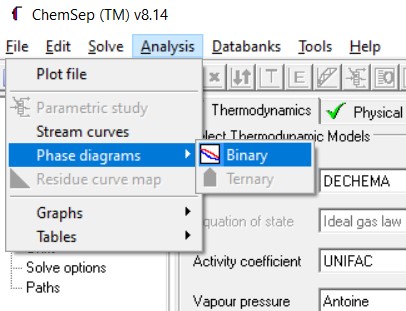 ChemSep (TM) v8.14
File Edit Solve Analysis Databanks Tools Help
Plot file
Parametric study
Stream curves
Phase diagrams
Residue curve map
Graphs
Tables
Binary
Ternary
T E
Thermodynamics Physical
lect Thermodynamic Models
DECHEMA
quation of state Ideal gas law
Activity coefficient UNIFAC
Vapour pressure Antoine
Solve options
Paths